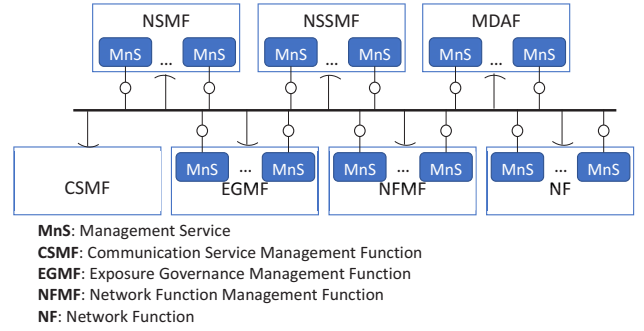 NSMF NSSMF MDAF
MnS ... MnS MnS ... MnS MnS ... MnS
MnS ... MnS MnS ... MnS MnS ... MnS
CSMF EGMF NFMF NF
MnS: Management Service
CSMF: Communication Service Management Function
EGMF: Exposure Governance Management Function
NFMF: Network Function Management Function
NF: Network Function